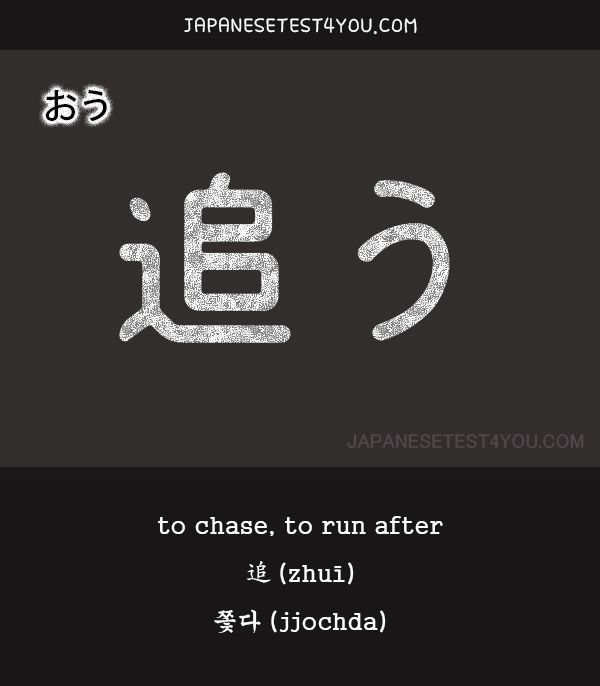 JAPANESETEST4YOU.COM
おう
追う
JAPANESETEST4YOU.COM
to chase, to run after
追 (zhuī)
쫓다 (jjochda)